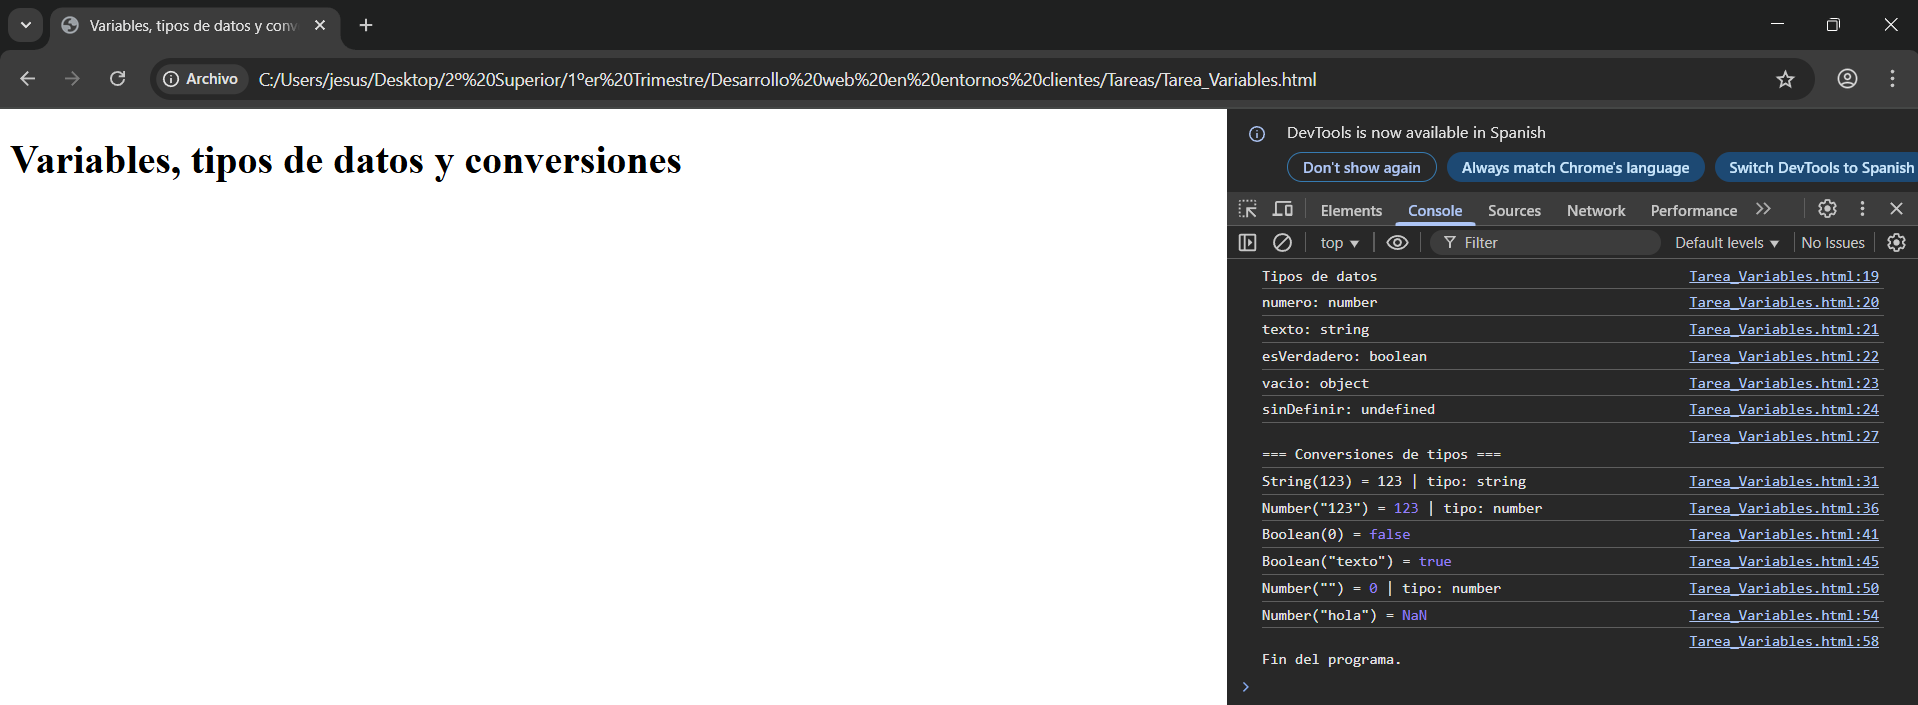 Variables, tipos de datos y conv
Archivo C:/Users/jesus/Desktop/2º%20Superior/1ºer%20Trimestre/Desarrollo%20web%20en%20entornos%20clientes/Tareas/Tarea_Variables.html
Variables, tipos de datos y conversiones
DevTools is now available in Spanish
Don't show again Always match Chrome's language Switch DevTools to Spanish
Elements Console Sources Network Performance
top Filter Default levels No Issues
Tipos de datos Tarea_Variables.html:19
numero: number Tarea_Variables.html:20
texto: string Tarea_Variables.html:21
esVerdadero: boolean Tarea_Variables.html:22
vacio: object Tarea_Variables.html:23
sinDefinir: undefined Tarea_Variables.html:24
Tarea_Variables.html:27
=== Conversiones de tipos ===
String(123) = 123 | tipo: string Tarea_Variables.html:31
Number("123") = 123 | tipo: number Tarea_Variables.html:36
Boolean(0) = false Tarea_Variables.html:41
Boolean("texto") = true Tarea_Variables.html:45
Number("") = 0 | tipo: number Tarea_Variables.html:50
Number("hola") = NaN Tarea_Variables.html:54
Tarea_Variables.html:58
Fin del programa.